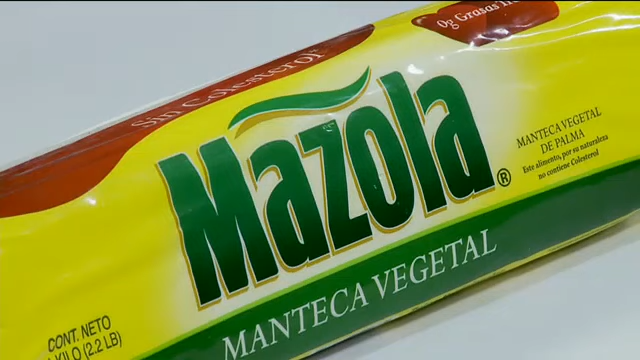 0g Grasas
Sin Colesterol
Mazola®
MANTECA VEGETAL
DE PALMA
Este alimento, por su naturaleza
no contiene Colesterol
MANTECA VEGETAL
CONT. NETO
KILO (2.2 LB)